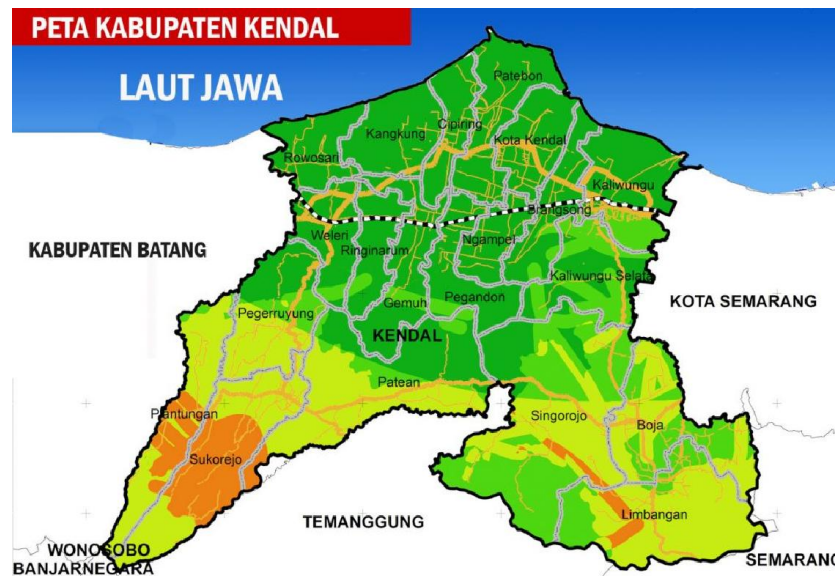 PETA KABUPATEN KENDAL
LAUT JAWA
Patebon
Cipiring
Kangkung
Kota Kendal
Rowosari
Kaliwungu
Brangsong
Weleri
Ringinarum
Ngampel
KABUPATEN BATANG
Kaliwungu Selata
Gemuh
Pegandon
KOTA SEMARANG
Pegerruyung
KENDAL
Patean
Plantungan
Singorojo
Boja
Sukorejo
Limbangan
TEMANGGUNG
WONOSOBO
BANJARNEGARA
SEMARANG